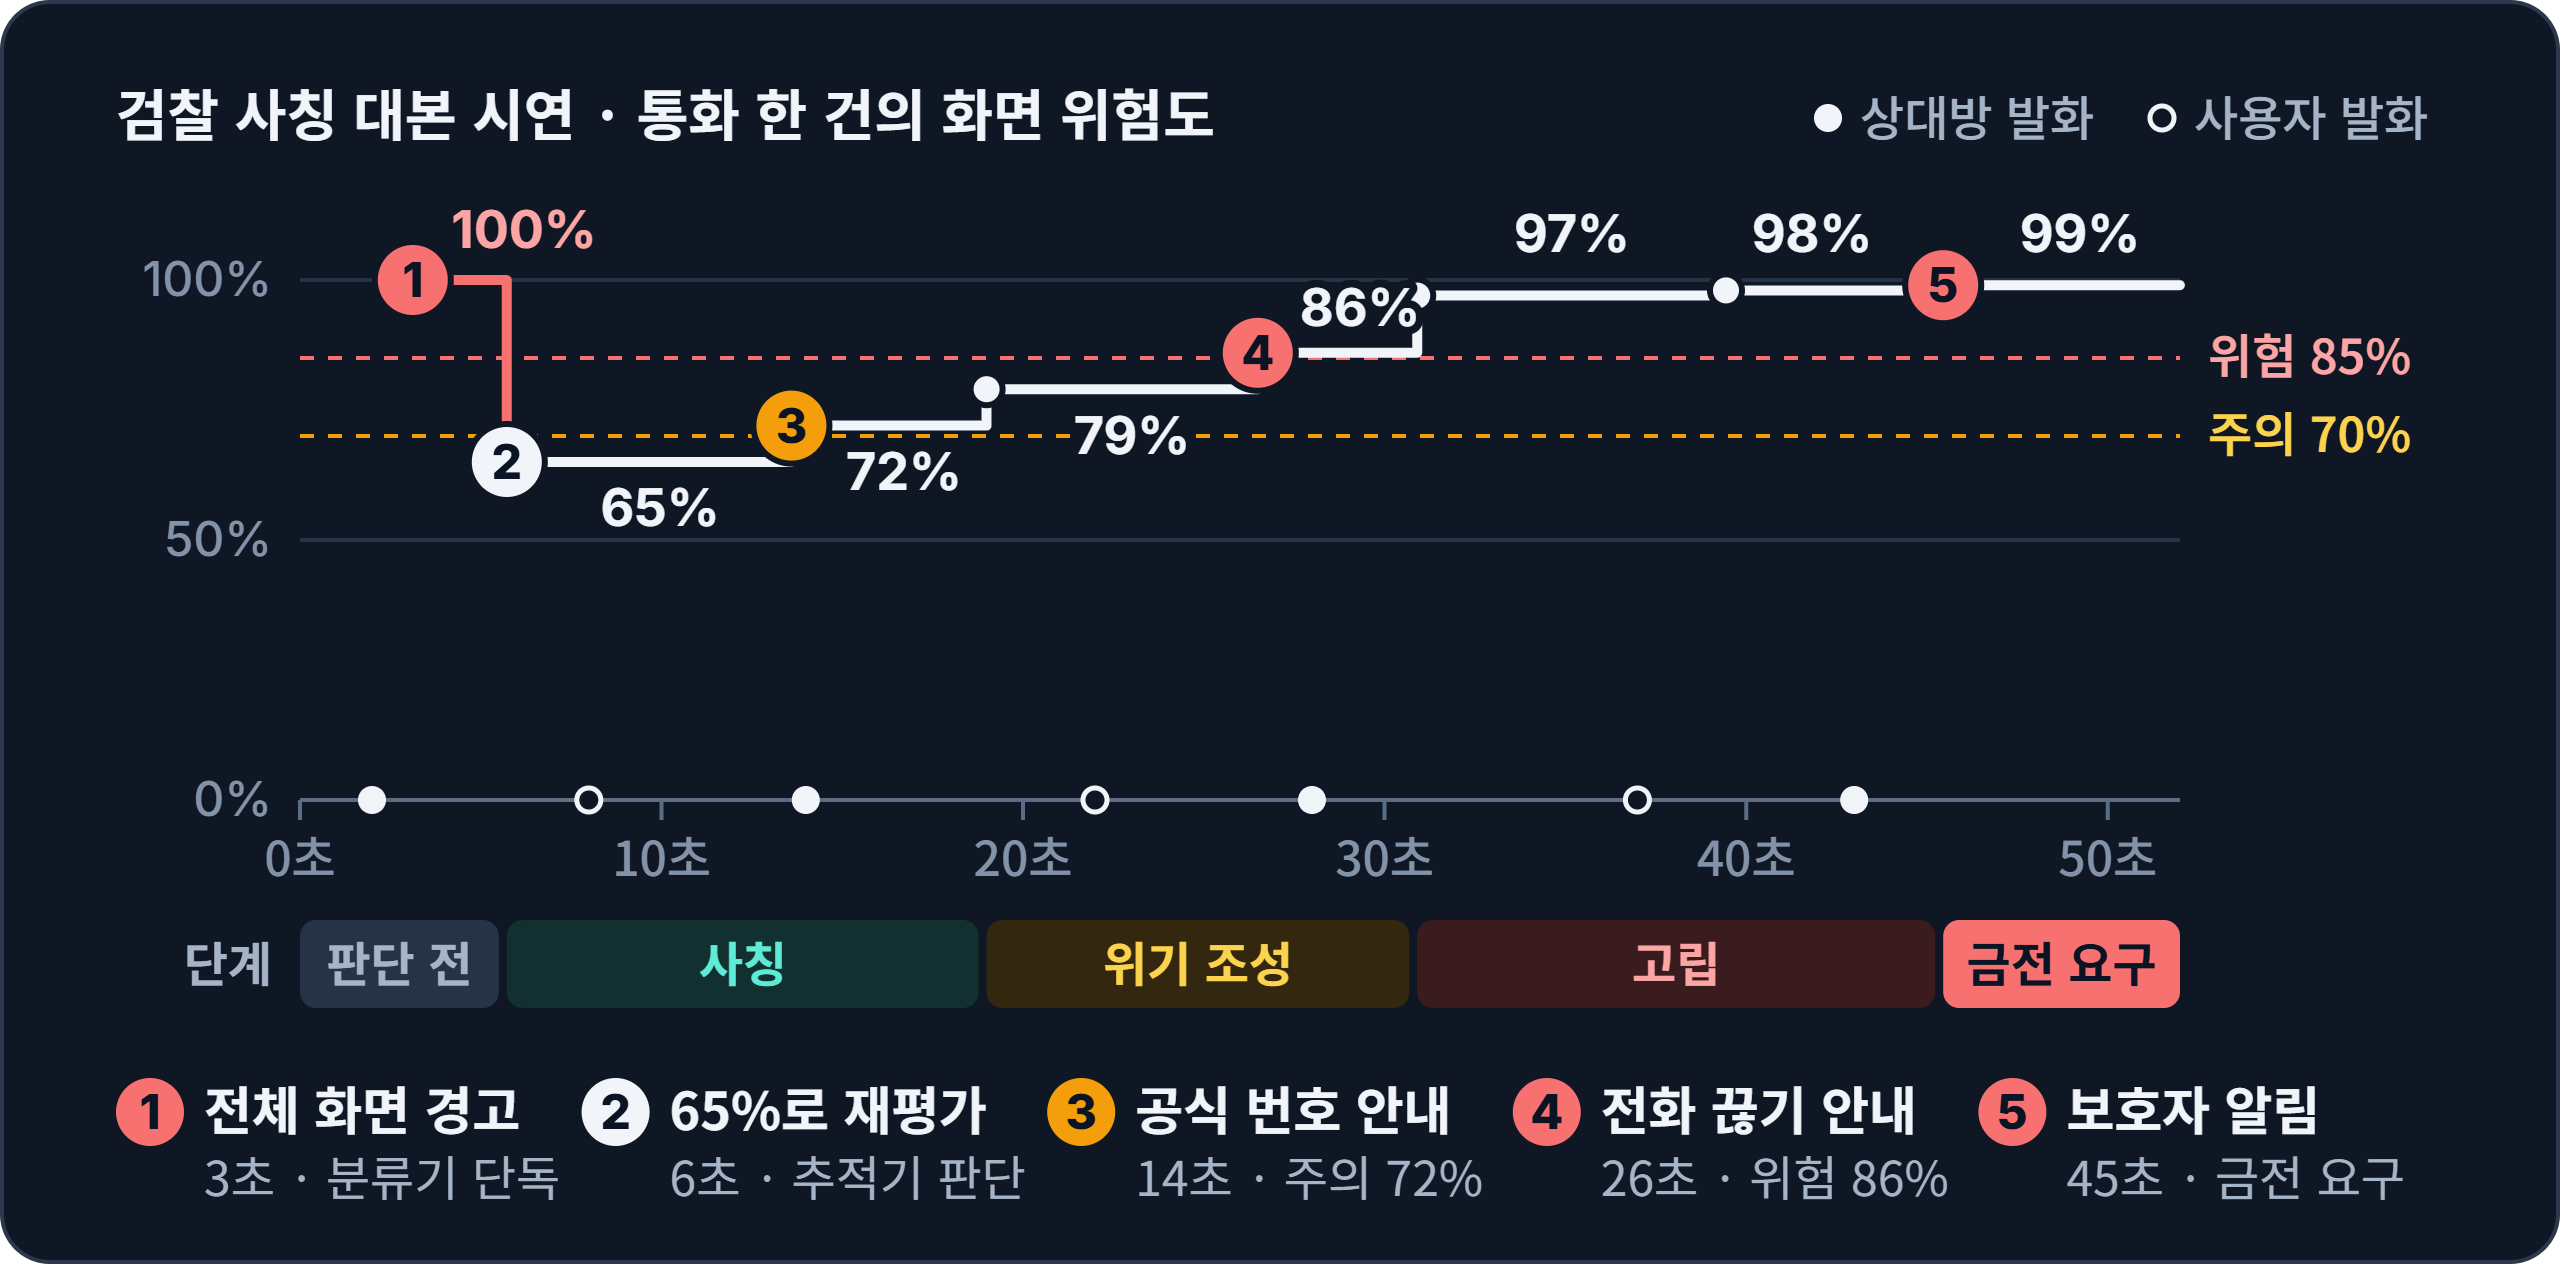 검찰 사칭 대본 시연 · 통화 한 건의 화면 위험도
상대방 발화
사용자 발화
100%
97%
98%
99%
100%
1
5
86%
4
위험 85%
3
79%
주의 70%
2
72%
65%
50%
0%
0초
10초
20초
30초
40초
50초
단계
판단 전
사칭
위기 조성
고립
금전 요구
1 전체 화면 경고
3초 · 분류기 단독
2 65%로 재평가
6초 · 추적기 판단
3 공식 번호 안내
14초 · 주의 72%
4 전화 끊기 안내
26초 · 위험 86%
5 보호자 알림
45초 · 금전 요구